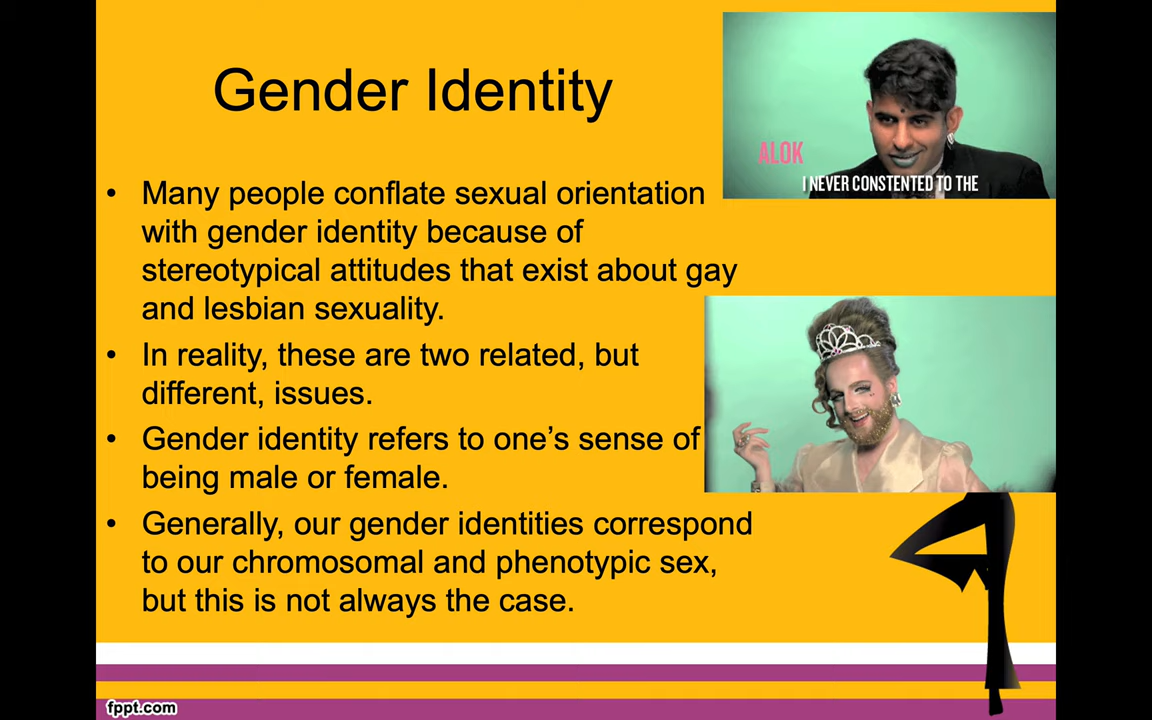 Gender Identity
ALOK
I NEVER CONSTENTED TO THE
• Many people conflate sexual orientation
with gender identity because of
stereotypical attitudes that exist about gay
and lesbian sexuality.
• In reality, these are two related, but
different, issues.
• Gender identity refers to one’s sense of
being male or female.
• Generally, our gender identities correspond
to our chromosomal and phenotypic sex,
but this is not always the case.
fppt.com